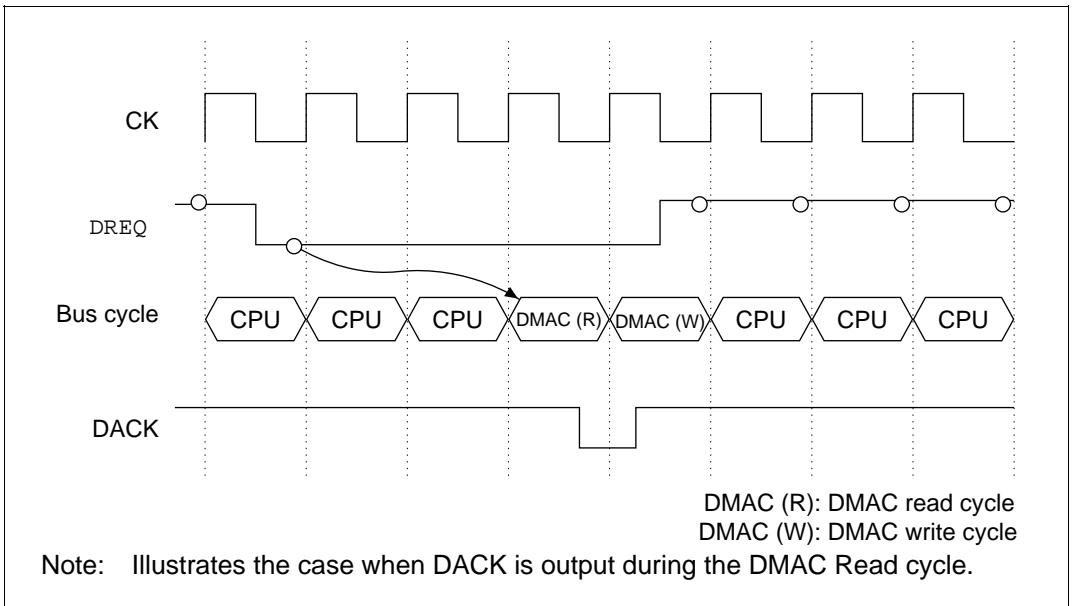 CK
DREQ
Bus cycle
CPU CPU CPU DMAC (R) DMAC (W) CPU CPU CPU
DACK
DMAC (R): DMAC read cycle
DMAC (W): DMAC write cycle
Note: Illustrates the case when DACK is output during the DMAC Read cycle.